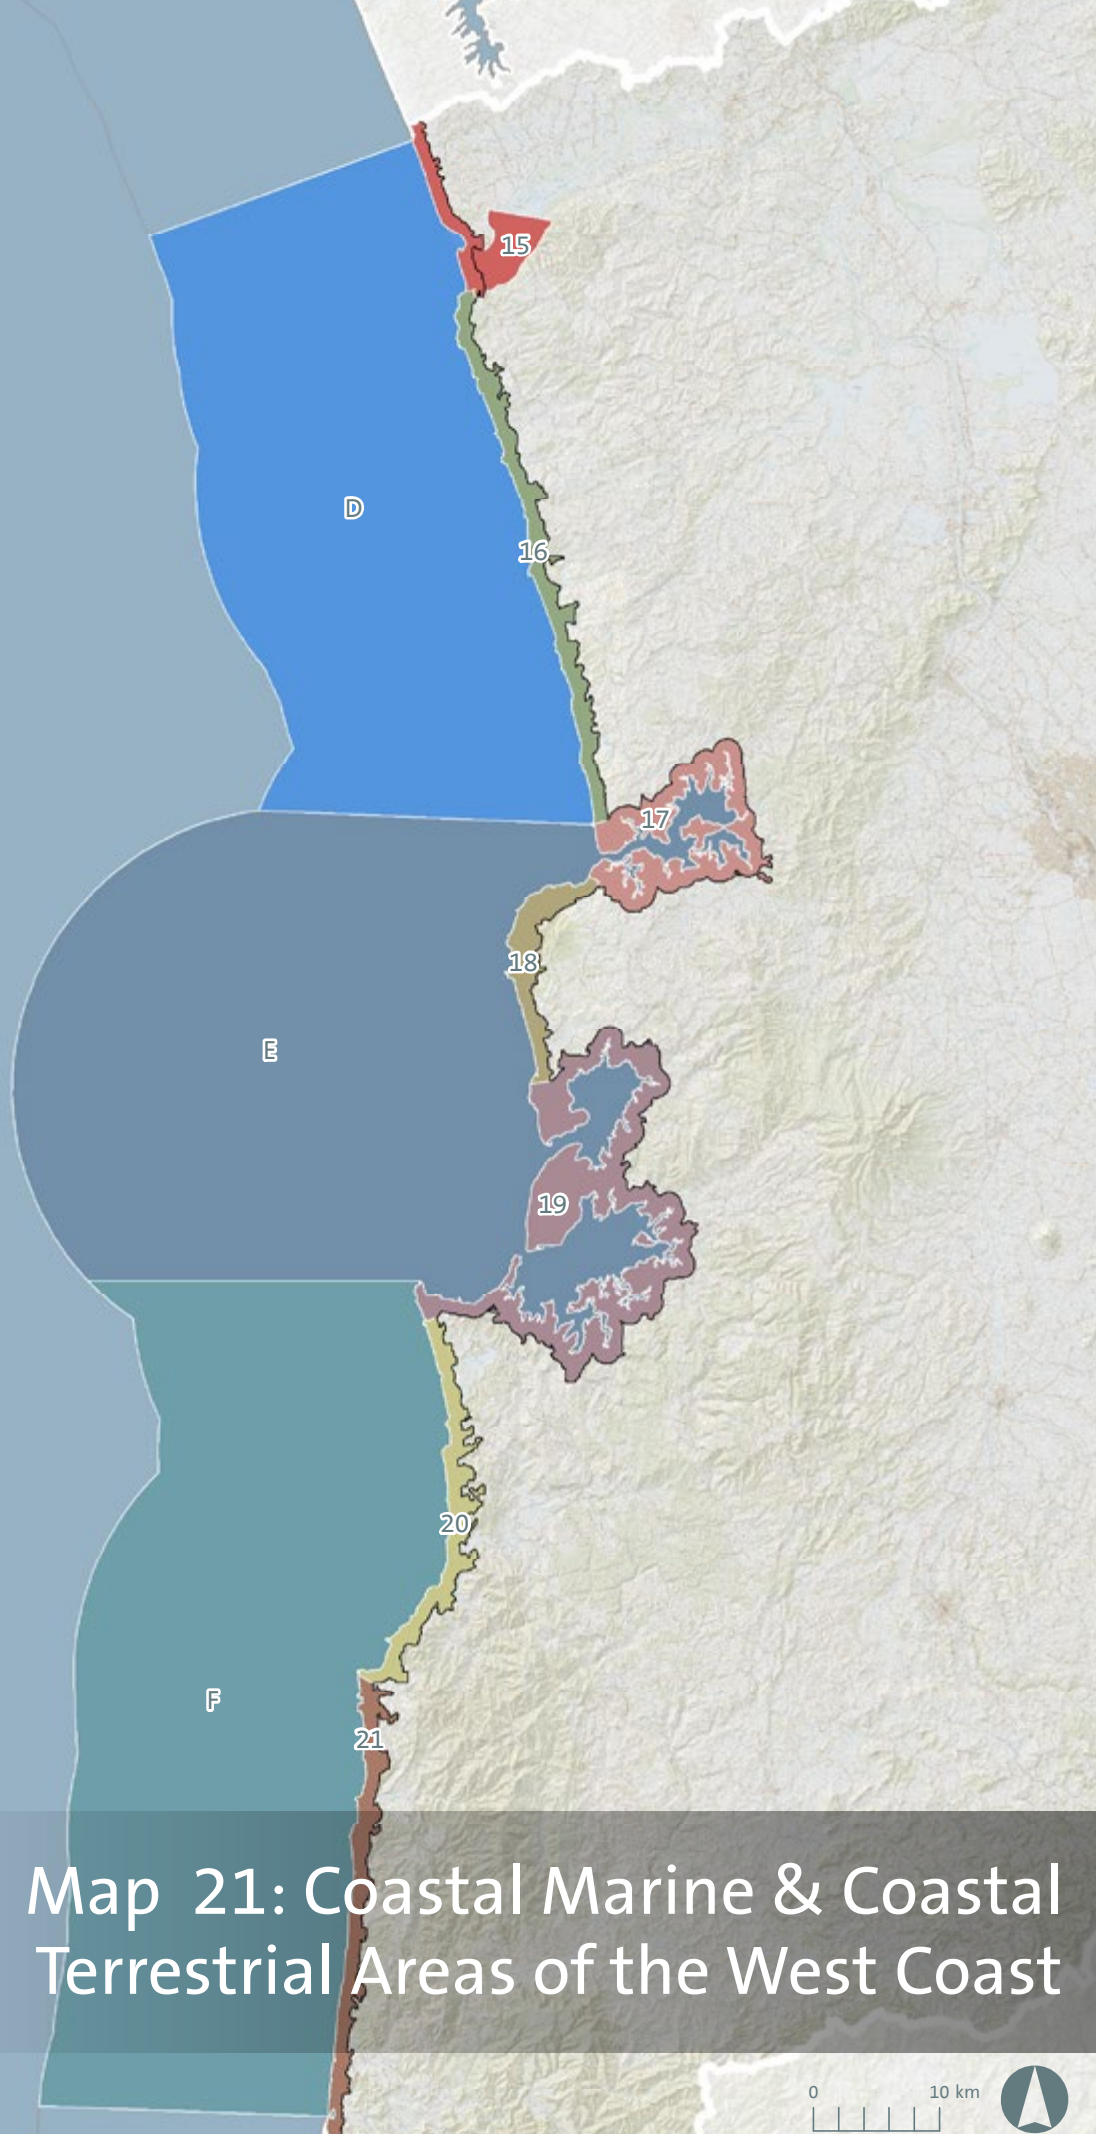 15
D
16
17
18
E
19
20
F
21
Map 21: Coastal Marine & Coastal
Terrestrial Areas of the West Coast
0 10 km